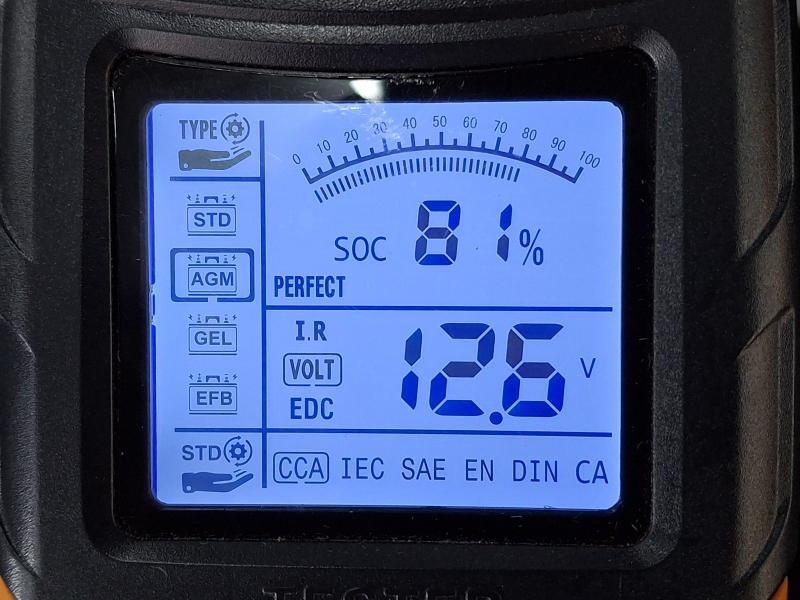 TYPE
0 10 20 30 40 50 60 70 80 90 100
STD
SOC 81%
AGM
PERFECT
GEL
I.R
VOLT 12.6 V
EFB
EDC
STD
CCA IEC SAE EN DIN CA
TESTER